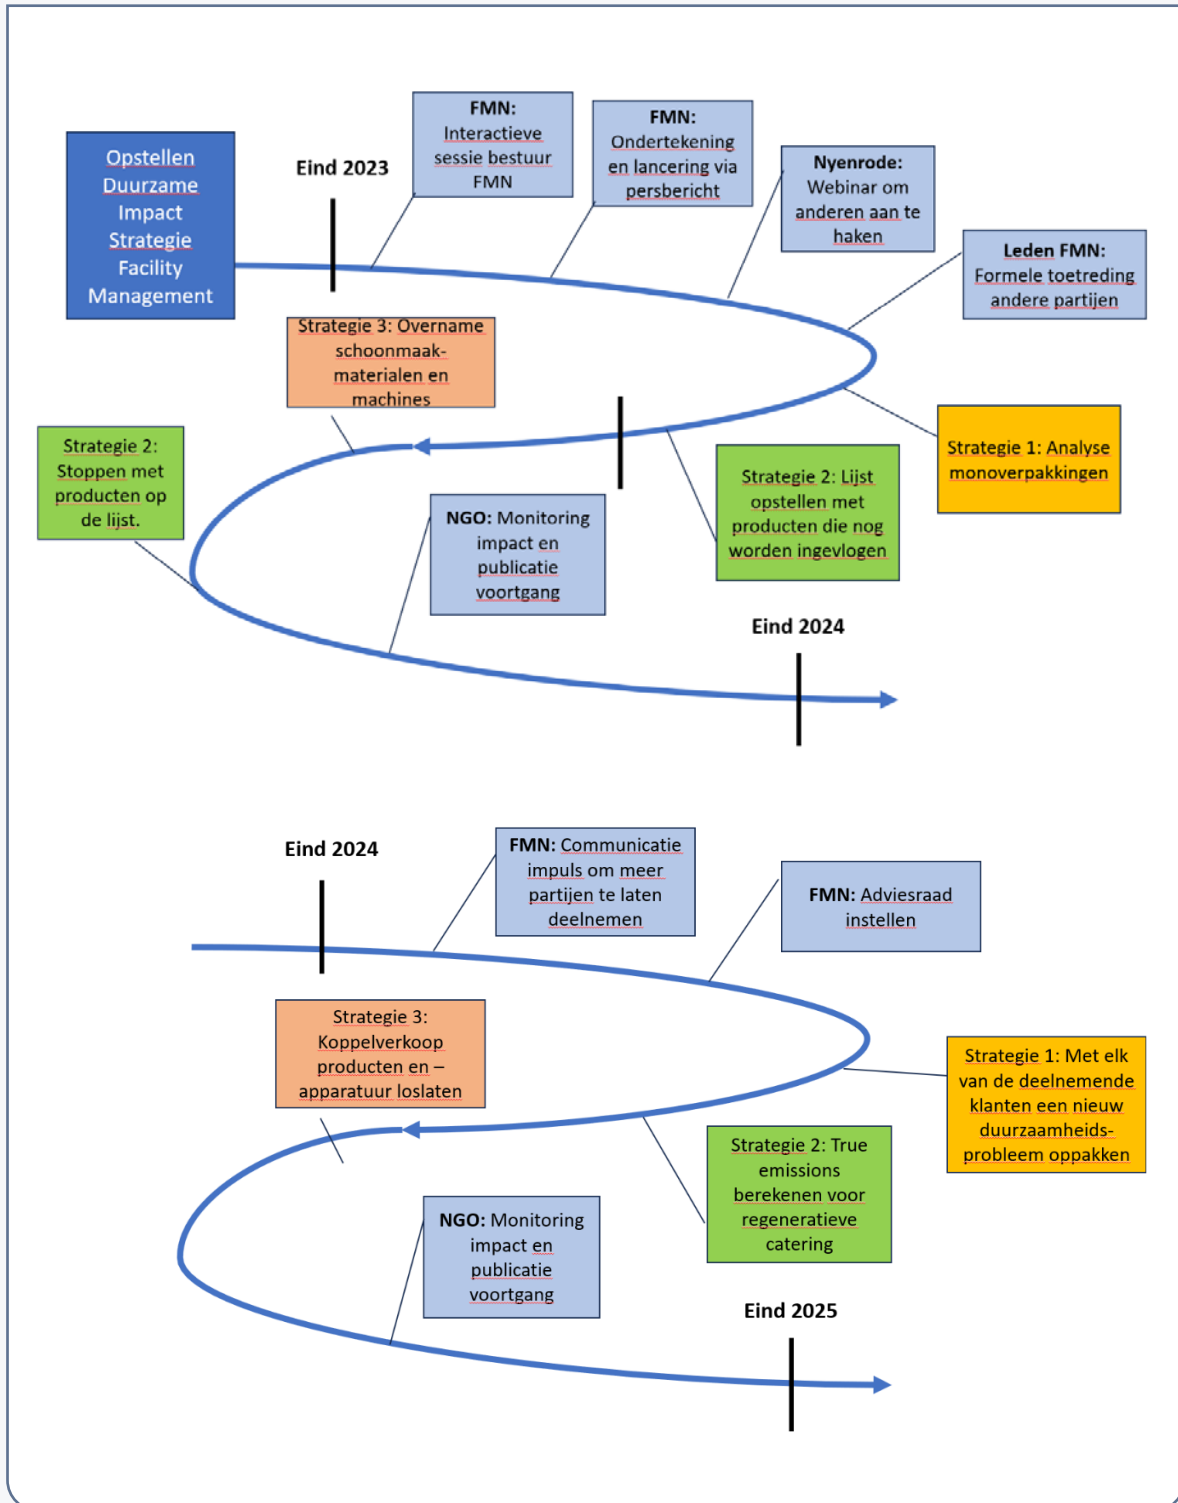 Opstellen
Duurzame
Impact
Strategie
Facility
Management
Eind 2023
FMN:
Interactieve
sessie bestuur
FMN
FMN:
Ondertekening
en lancering via
persbericht
Nyenrode:
Webinar om
anderen aan te
haken
Leden FMN:
Formele toetreding
andere partijen
Strategie 1: Analyse
monoverpakkingen
Strategie 2: Lijst
opstellen met
producten die nog
worden ingevlogen
Strategie 3: Overname
schoonmaak-
materialen en
machines
Strategie 2:
Stoppen met
producten op
de lijst.
NGO: Monitoring
impact en
publicatie
voortgang
Eind 2024
Eind 2024
FMN: Communicatie
impuls om meer
partijen te laten
deelnemen
FMN: Adviesraad
instellen
Strategie 1: Met elk
van de deelnemende
klanten een nieuw
duurzaamheids-
probleem oppakken
Strategie 2: True
emissions
berekenen voor
regeneratieve
catering
Strategie 3:
Koppelverkoop
producten en –
apparatuur loslaten
NGO: Monitoring
impact en
publicatie
voortgang
Eind 2025